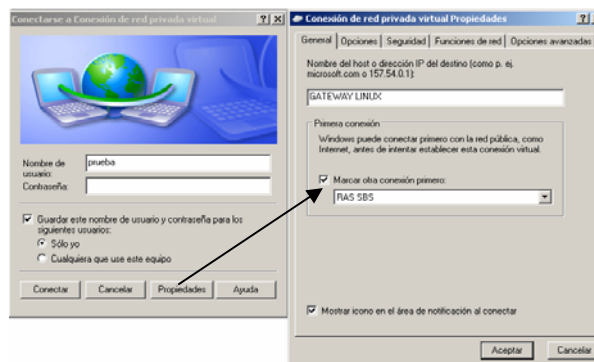 Conectarse a Conexión de red privada virtual
Nombre de usuario:
prueba
Contraseña:
Guardar este nombre de usuario y contraseña para los
siguientes usuarios:
Sólo yo
Cualquiera que use este equipo
Conectar
Cancelar
Propiedades
Ayuda
Conexión de red privada virtual Propiedades
General
Opciones
Seguridad
Funciones de red
Opciones avanzadas
Nombre del host o dirección IP del destino (como p. ej.
microsoft.com o 157.54.0.1):
GATEWAY LINUX
Primera conexión
Windows puede conectar primero con la red pública, como
Internet, antes de intentar establecer esta conexión virtual.
Marcar otra conexión primero:
RAS SBS
Mostrar icono en el área de notificación al conectar
Aceptar
Cancelar